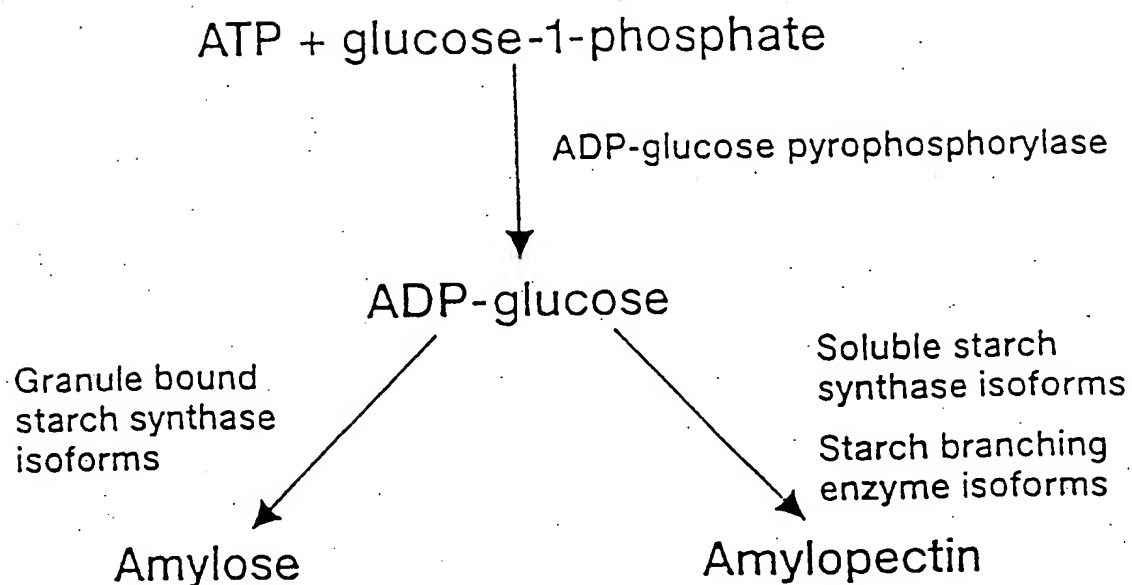 ATP + glucose-1-phosphate
ADP-glucose pyrophosphorylase
ADP-glucose
Granule bound
starch synthase
isoforms
Soluble starch
synthase isoforms
Starch branching
enzyme isoforms
Amylose
Amylopectin